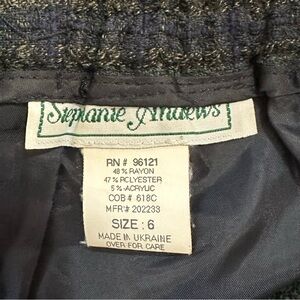 Stephanie Andrews
RN # 96121
48 % RAYON
47 % POLYESTER
5 % ACRYLIC
COB # 618C
MFR # 202233
SIZE : 6
MADE IN UKRAINE
OVER FOR CARE